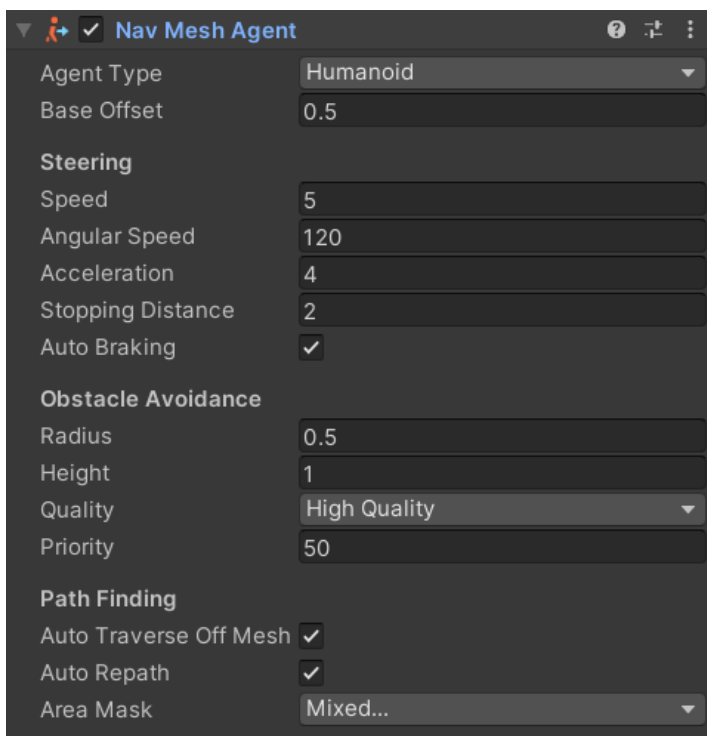 Nav Mesh Agent
Agent Type Humanoid
Base Offset 0.5
Steering
Speed 5
Angular Speed 120
Acceleration 4
Stopping Distance 2
Auto Braking
Obstacle Avoidance
Radius 0.5
Height 1
Quality High Quality
Priority 50
Path Finding
Auto Traverse Off Mesh
Auto Repath
Area Mask Mixed...